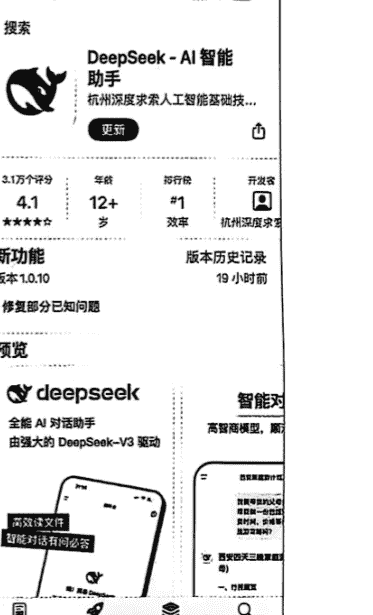 搜索
DeepSeek - AI 智能
助手
杭州深度求索人工智能基础技...
更新
3.1万个评分
年龄
排行榜
开发者
4.1
12+
#1
★★★★☆
岁
效率
杭州深度求索
新功能
版本历史记录
版本 1.0.10
19 小时前
修复部分已知问题
预览
deepseek
全能 AI 对话助手
由强大的 DeepSeek-V3 驱动
智能对
高智商模型，顺
高效读文件
智能对话有问必答